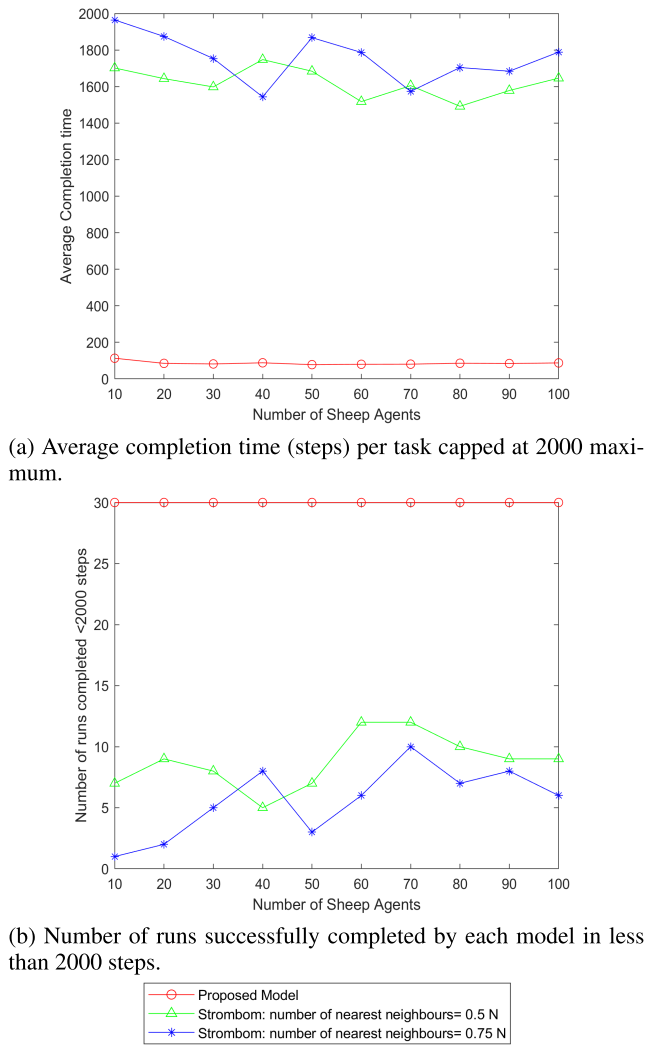 2000
1800
1600
1400
1200
1000
800
600
400
200
0
Average Completion time
10 20 30 40 50 60 70 80 90 100
Number of Sheep Agents
(a) Average completion time (steps) per task capped at 2000 maxi-
mum.
30
25
20
15
10
5
0
Number of runs completed <2000 steps
10 20 30 40 50 60 70 80 90 100
Number of Sheep Agents
(b) Number of runs successfully completed by each model in less
than 2000 steps.
Proposed Model
Strombom: number of nearest neighbours= 0.5 N
Strombom: number of nearest neighbours= 0.75 N